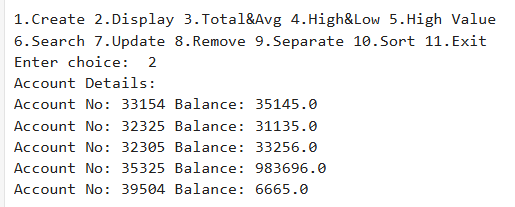 1.Create 2.Display 3.Total&Avg 4.High&Low 5.High Value
6.Search 7.Update 8.Remove 9.Separate 10.Sort 11.Exit
Enter choice:  2
Account Details:
Account No: 33154 Balance: 35145.0
Account No: 32325 Balance: 31135.0
Account No: 32305 Balance: 33256.0
Account No: 35325 Balance: 983696.0
Account No: 39504 Balance: 6665.0